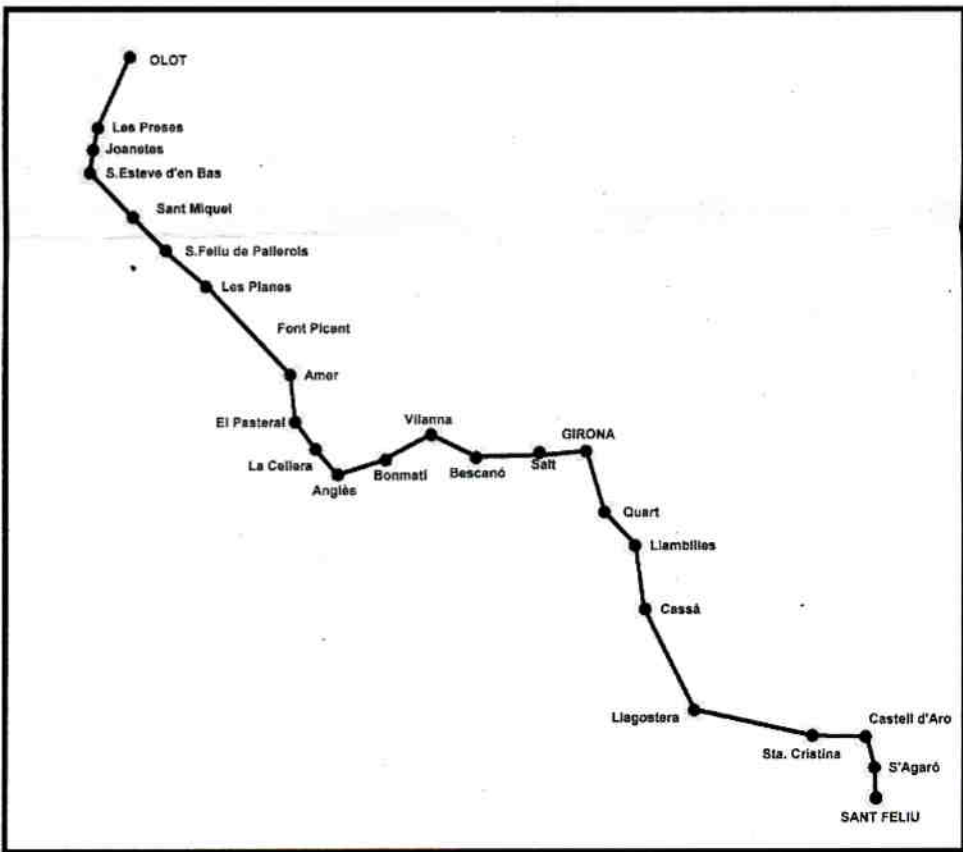 OLOT
Les Preses
Joanetes
S.Esteve d'en Bas
Sant Miquel
S.Feliu de Pallerols
Les Planes
Font Picant
Amer
El Pasteral
La Cellera
Anglès
Bonmatí
Vilanna
Bescanó
Salt
GIRONA
Quart
Llambilles
Cassà
Llagostera
Sta. Cristina
Castell d'Aro
S'Agaró
SANT FELIU